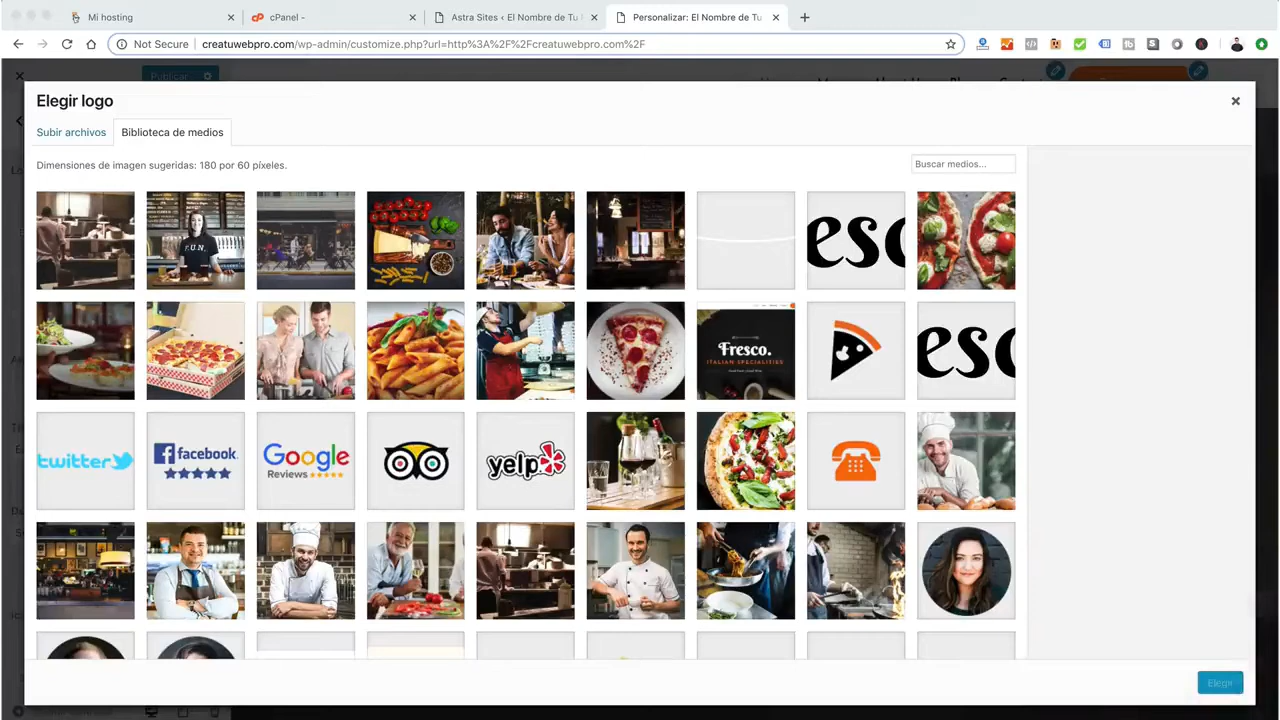 Mi hosting
cPanel -
Astra Sites ‹ El Nombre de Tu
Personalizar: El Nombre de Tu
Not Secure
creatuwebpro.com/wp-admin/customize.php?url=http%3A%2F%2Fcreatuwebpro.com%2F
Publicar
Elegir logo
Subir archivos
Biblioteca de medios
Dimensiones de imagen sugeridas: 180 por 60 píxeles.
Buscar medios...
F.U.N.
esc
Fresco.
ITALIAN SPECIALITIES
esc
twitter
facebook
Google
Reviews
yelp
Elegir